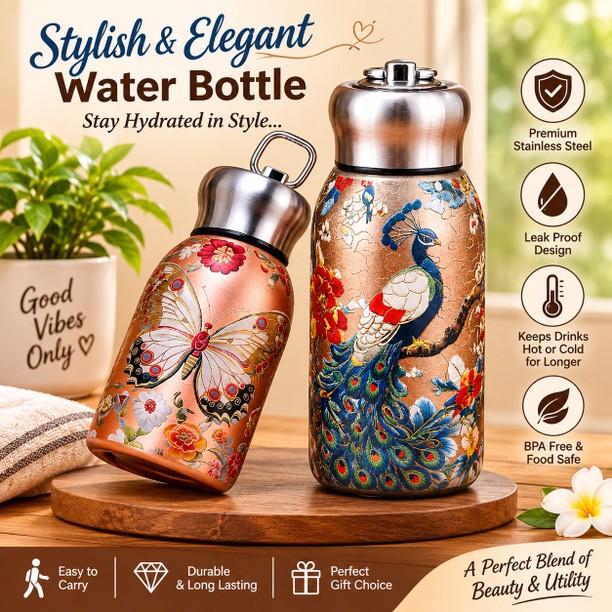 Stylish & Elegant
Water Bottle
Stay Hydrated in Style...
Premium
Stainless Steel
Leak Proof
Design
Keeps Drinks
Hot or Cold
for Longer
BPA Free &
Food Safe
Good
Vibes
Only
Easy to
Carry
Durable
& Long Lasting
Perfect
Gift Choice
A Perfect Blend of
Beauty & Utility